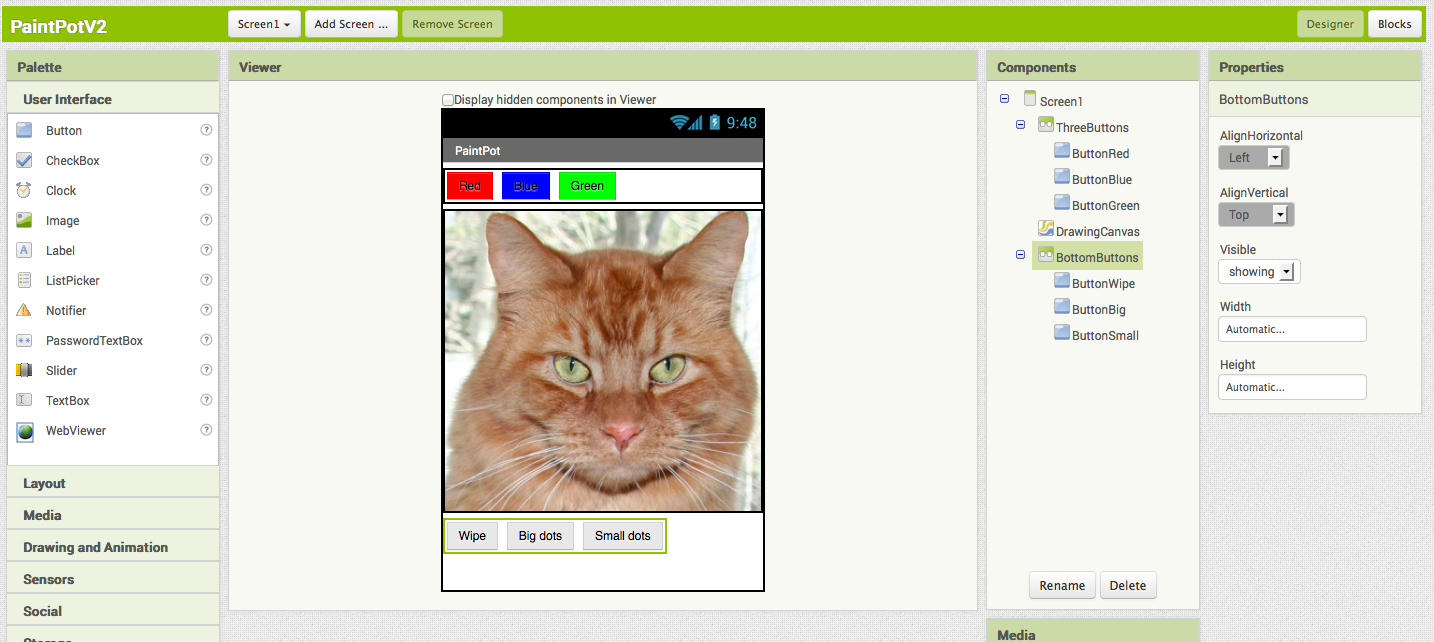 PaintPotV2
Screen1
Add Screen ...
Remove Screen
Designer
Blocks
Palette
User Interface
Button ?
CheckBox ?
Clock ?
Image ?
Label ?
ListPicker ?
Notifier ?
PasswordTextBox ?
Slider ?
TextBox ?
WebViewer ?
Layout
Media
Drawing and Animation
Sensors
Social
Storage
Viewer
Display hidden components in Viewer
9:48
PaintPot
Red Blue Green
Wipe Big dots Small dots
Components
Screen1
ThreeButtons
ButtonRed
ButtonBlue
ButtonGreen
DrawingCanvas
BottomButtons
ButtonWipe
ButtonBig
ButtonSmall
Rename Delete
Media
Properties
BottomButtons
AlignHorizontal
Left
AlignVertical
Top
Visible
showing
Width
Automatic...
Height
Automatic...